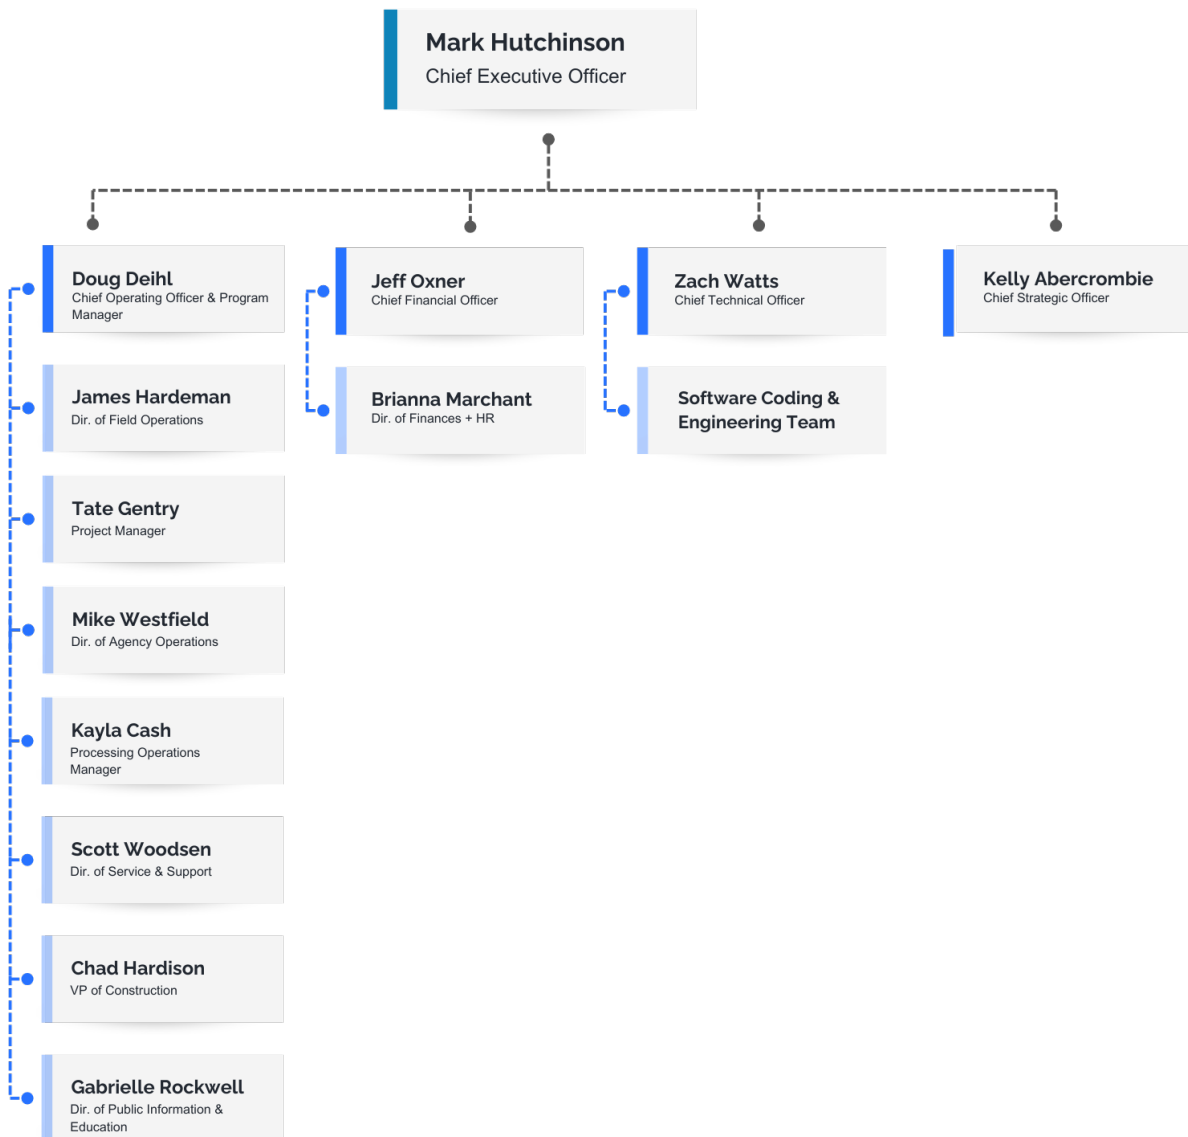 Mark Hutchinson
Chief Executive Officer
Doug Deihl
Chief Operating Officer & Program
Manager
Jeff Oxner
Chief Financial Officer
Zach Watts
Chief Technical Officer
Kelly Abercrombie
Chief Strategic Officer
James Hardeman
Dir. of Field Operations
Brianna Marchant
Dir. of Finances + HR
Software Coding &
Engineering Team
Tate Gentry
Project Manager
Mike Westfield
Dir. of Agency Operations
Kayla Cash
Processing Operations
Manager
Scott Woodsen
Dir. of Service & Support
Chad Hardison
VP of Construction
Gabrielle Rockwell
Dir. of Public Information &
Education